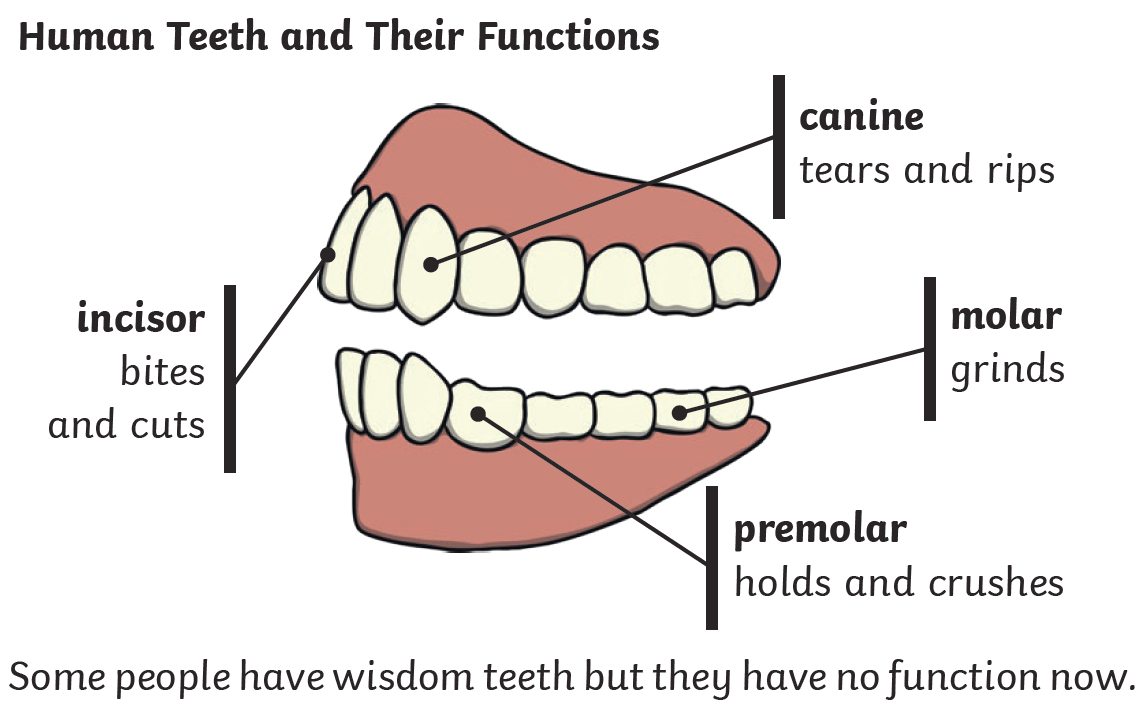 Human Teeth and Their Functions
canine
tears and rips
incisor
bites
and cuts
molar
grinds
premolar
holds and crushes
Some people have wisdom teeth but they have no function now.